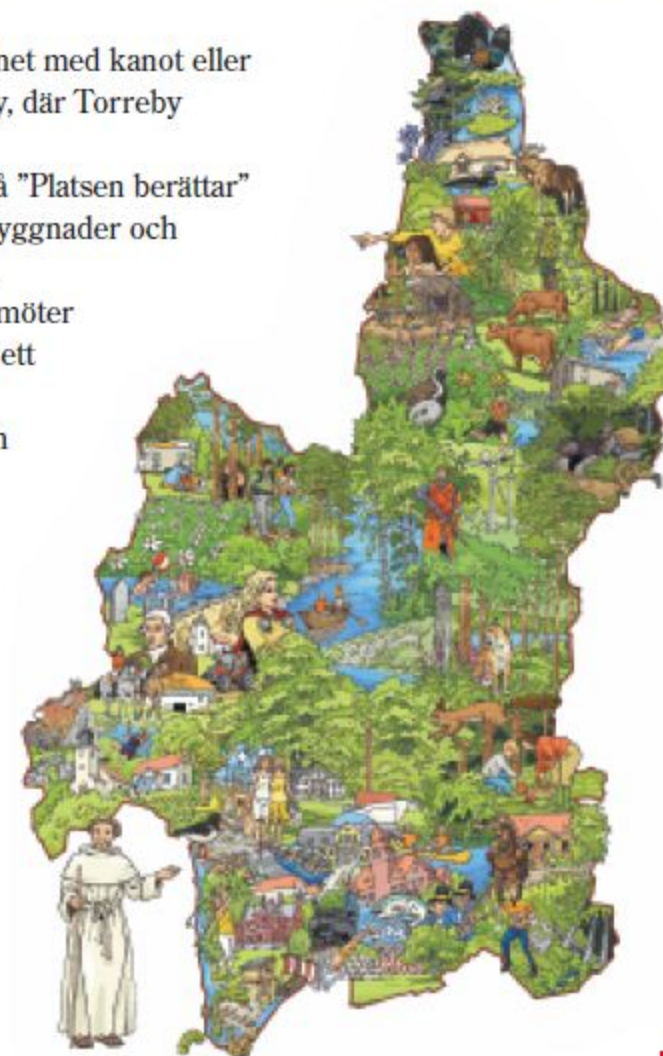 net med kanot eller
y, där Torreby
å ”Platsen berättar”
yggnader och
möter
ett
n